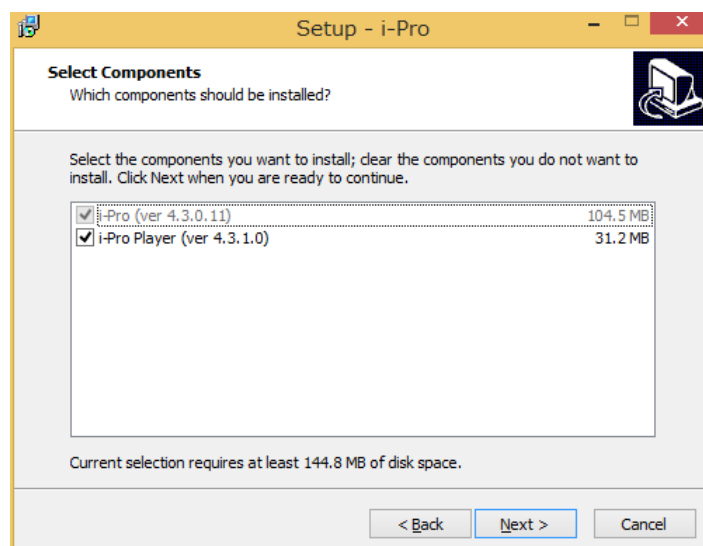 Setup - i-Pro
Select Components
Which components should be installed?
Select the components you want to install; clear the components you do not want to
install. Click Next when you are ready to continue.
i-Pro (ver 4.3.0.11) 104.5 MB
i-Pro Player (ver 4.3.1.0) 31.2 MB
Current selection requires at least 144.8 MB of disk space.
< Back Next > Cancel